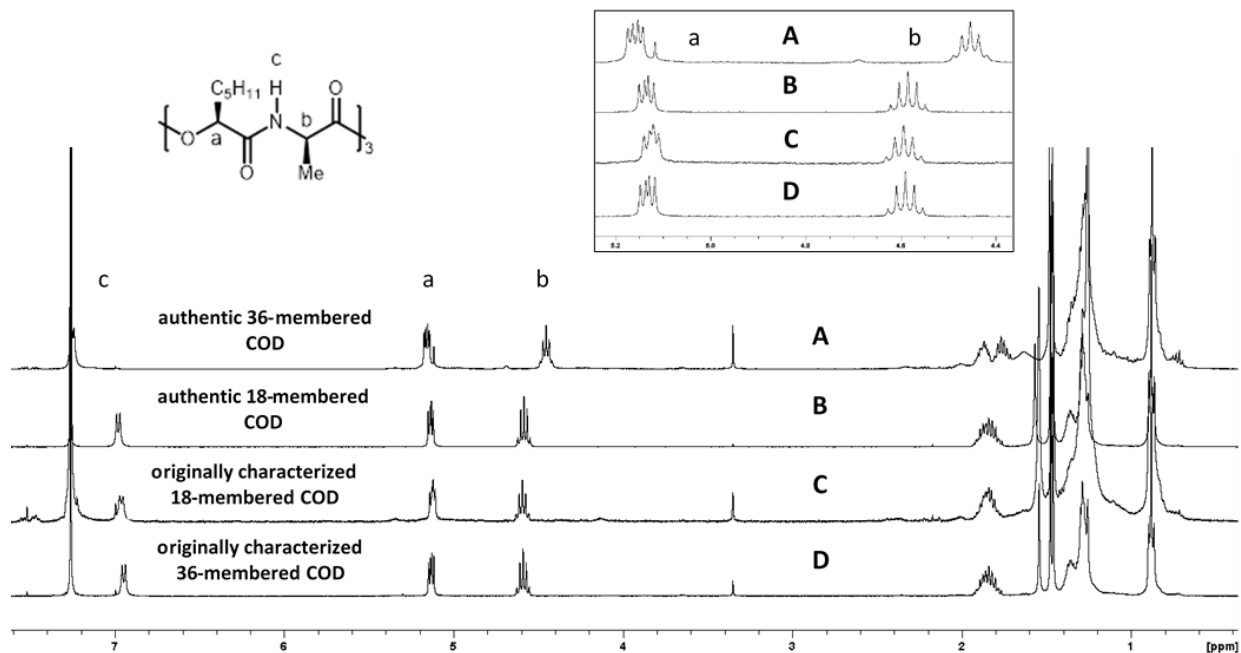 c
C₅H₁₁ H O
b
O a N
O Me 3
a A b
B
C
D
5.2 5.0 4.8 4.6 4.4
c a b
authentic 36-membered
COD
A
authentic 18-membered
COD
B
originally characterized
18-membered COD
C
originally characterized
36-membered COD
D
7 6 5 4 3 2 1 [ppm]